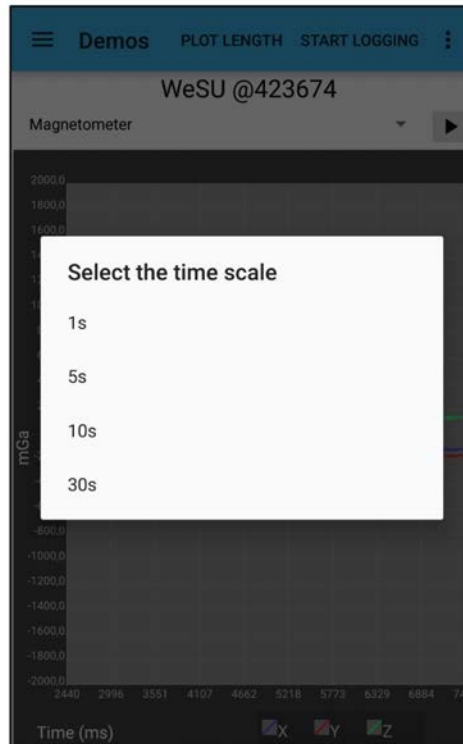 Demos PLOT LENGTH START LOGGING
WeSU @423674
Magnetometer
2000,0
1800,0
1600,0
Select the time scale
1s
5s
10s
30s
mGa
-800,0
-1000,0
-1200,0
-1400,0
-1600,0
-1800,0
-2000,0
2440 2996 3551 4107 4662 5218 5773 6329 6884
Time (ms) X Y Z